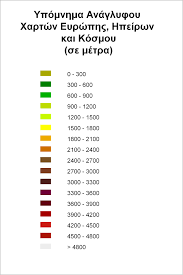 Υπόμνημα Ανάγλυφου
Χαρτών Ευρώπης, Ηπείρων
και Κόσμου
(σε μέτρα)
0 - 300
300 - 600
600 - 900
900 - 1200
1200 - 1500
1500 - 1800
1800 - 2100
2100 - 2400
2400 - 2700
2700 - 3000
3000 - 3300
3300 - 3600
3600 - 3900
3900 - 4200
4200 - 4500
4500 - 4800
> 4800